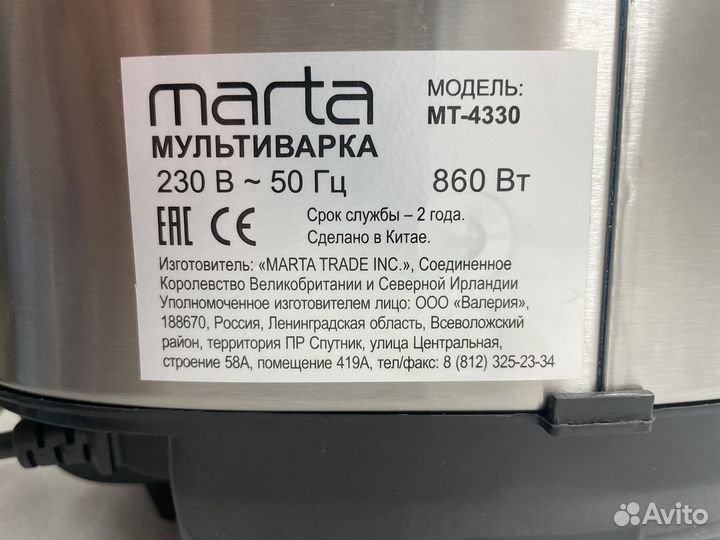 marta
МОДЕЛЬ:
МТ-4330
МУЛЬТИВАРКА
230 В ~ 50 Гц 860 Вт
EAC CE
Срок службы – 2 года.
Сделано в Китае.
Изготовитель: «MARTA TRADE INC.», Соединенное
Королевство Великобритании и Северной Ирландии
Уполномоченное изготовителем лицо: ООО «Валерия»,
188670, Россия, Ленинградская область, Всеволожский
район, территория ПР Спутник, улица Центральная,
строение 58А, помещение 419А, тел/факс: 8 (812) 325-23-34
Avito